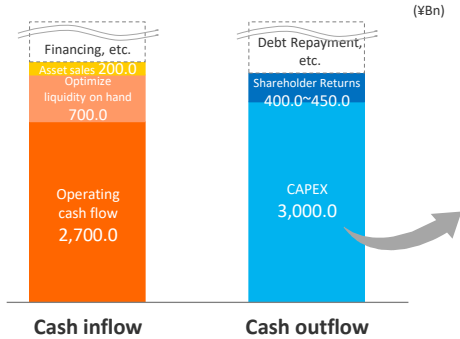 (¥Bn)
Financing, etc.
Asset sales 200.0
Optimize
liquidity on hand
700.0
Operating
cash flow
2,700.0
Cash inflow
Debt Repayment,
etc.
Shareholder Returns
400.0~450.0
CAPEX
3,000.0
Cash outflow